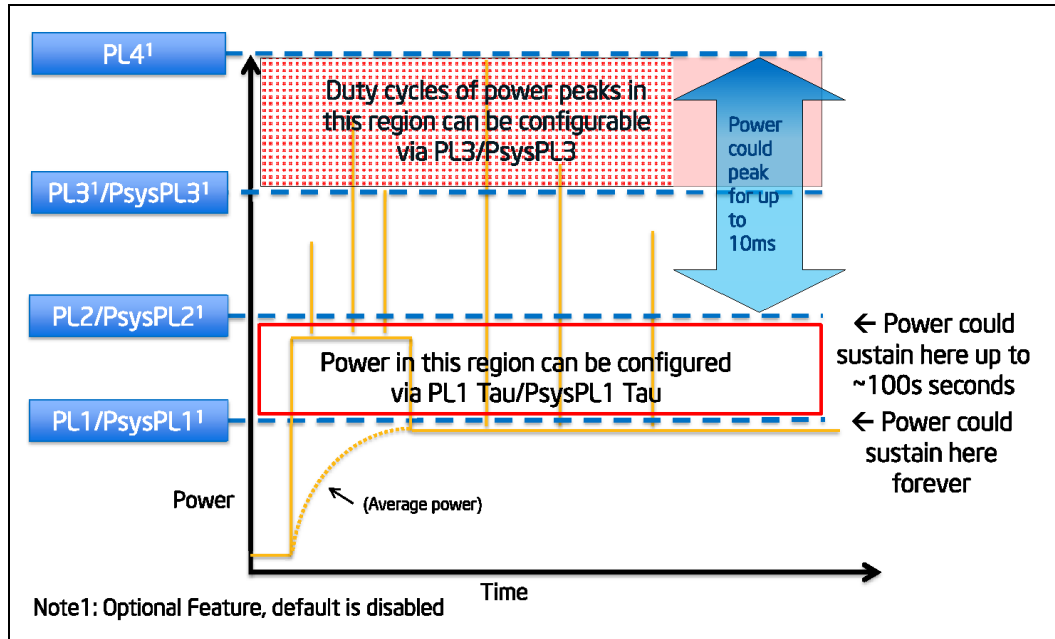 PL4¹
Duty cycles of power peaks in
this region can be configurable
via PL3/PsysPL3
Power
could
peak
for up
to
10ms
PL3¹/PsysPL3¹
PL2/PsysPL2¹
← Power could
sustain here up to
~100s seconds
Power in this region can be configured
via PL1 Tau/PsysPL1 Tau
PL1/PsysPL1¹
← Power could
sustain here
forever
Power
(Average power)
Time
Note1: Optional Feature, default is disabled